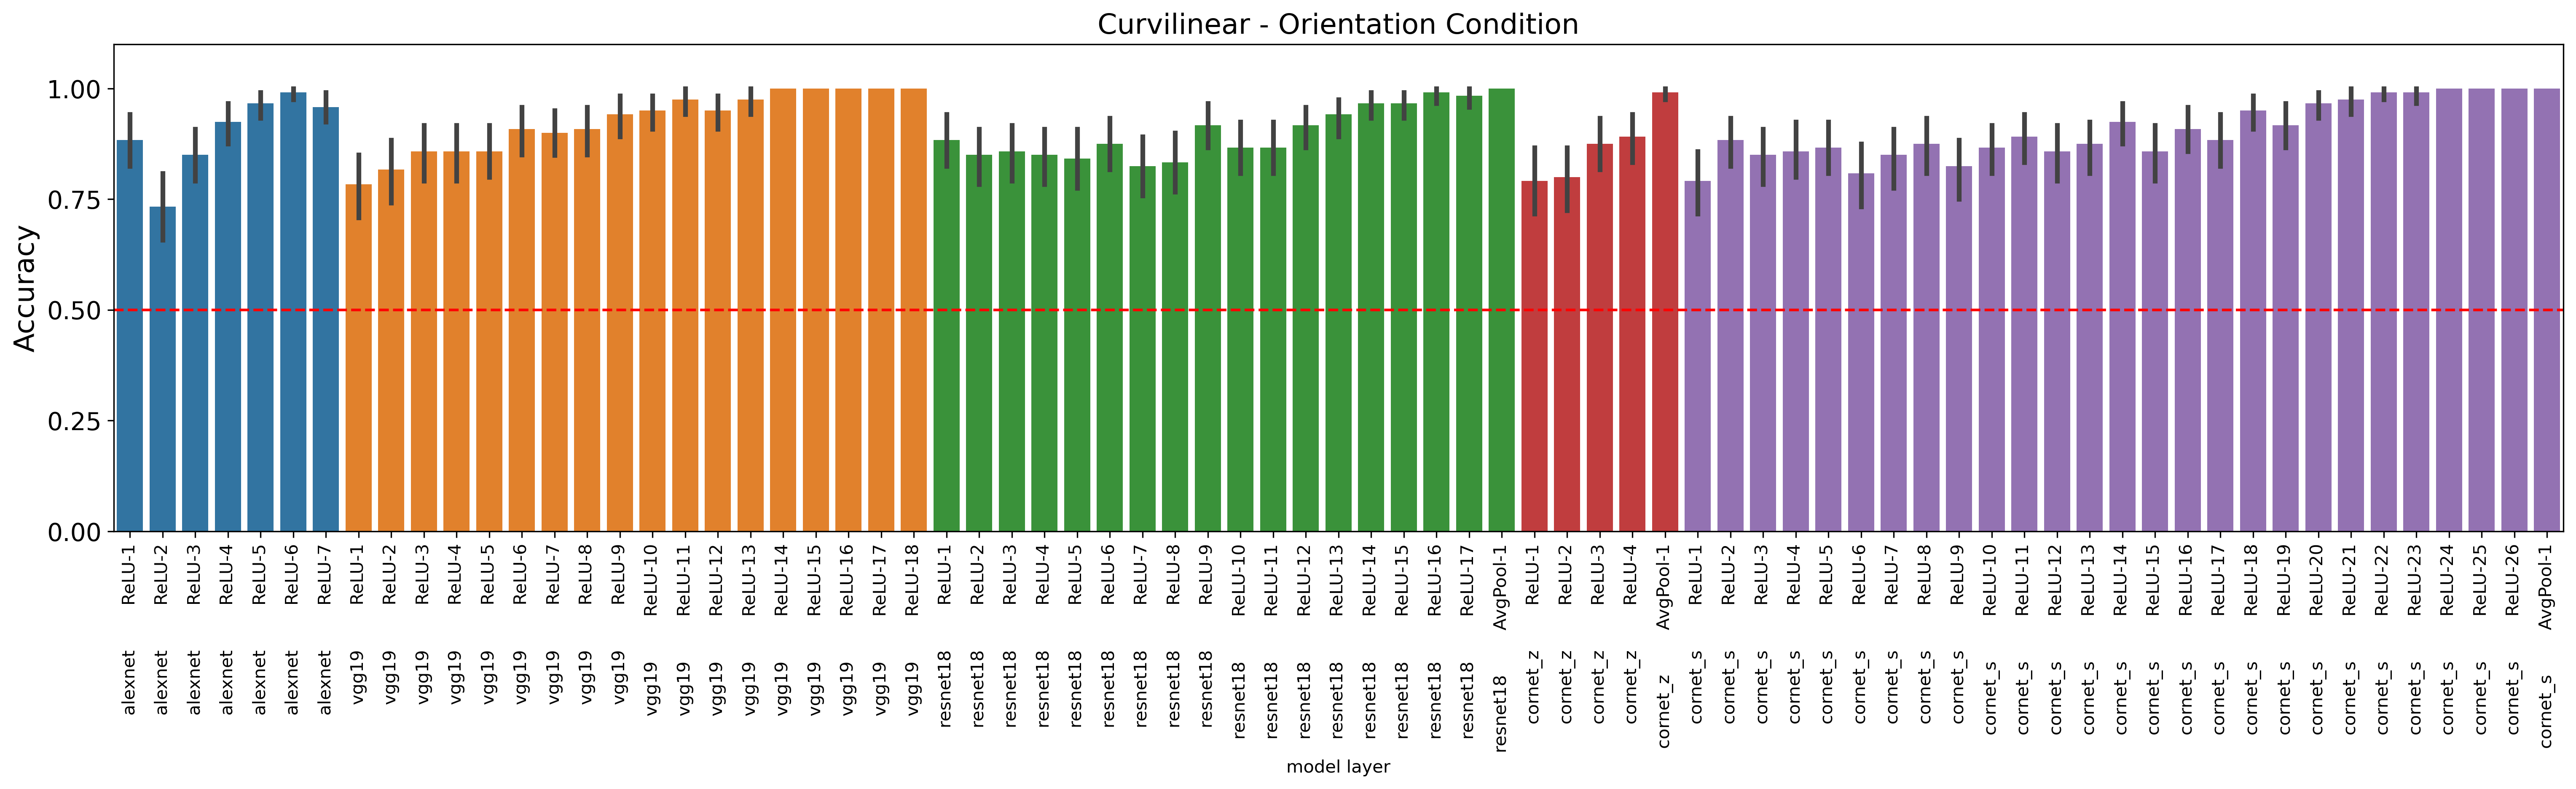 Curvilinear - Orientation Condition
Accuracy
1.00
0.75
0.50
0.25
0.00
ReLU-1 alexnet
ReLU-2 alexnet
ReLU-3 alexnet
ReLU-4 alexnet
ReLU-5 alexnet
ReLU-6 alexnet
ReLU-7 alexnet
ReLU-1 vgg19
ReLU-2 vgg19
ReLU-3 vgg19
ReLU-4 vgg19
ReLU-5 vgg19
ReLU-6 vgg19
ReLU-7 vgg19
ReLU-8 vgg19
ReLU-9 vgg19
ReLU-10 vgg19
ReLU-11 vgg19
ReLU-12 vgg19
ReLU-13 vgg19
ReLU-14 vgg19
ReLU-15 vgg19
ReLU-16 vgg19
ReLU-17 vgg19
ReLU-18 vgg19
ReLU-1 resnet18
ReLU-2 resnet18
ReLU-3 resnet18
ReLU-4 resnet18
ReLU-5 resnet18
ReLU-6 resnet18
ReLU-7 resnet18
ReLU-8 resnet18
ReLU-9 resnet18
ReLU-10 resnet18
ReLU-11 resnet18
ReLU-12 resnet18
ReLU-13 resnet18
ReLU-14 resnet18
ReLU-15 resnet18
ReLU-16 resnet18
ReLU-17 resnet18
AvgPool-1 resnet18
ReLU-1 cornet_z
ReLU-2 cornet_z
ReLU-3 cornet_z
ReLU-4 cornet_z
AvgPool-1 cornet_z
ReLU-1 cornet_s
ReLU-2 cornet_s
ReLU-3 cornet_s
ReLU-4 cornet_s
ReLU-5 cornet_s
ReLU-6 cornet_s
ReLU-7 cornet_s
ReLU-8 cornet_s
ReLU-9 cornet_s
ReLU-10 cornet_s
ReLU-11 cornet_s
ReLU-12 cornet_s
ReLU-13 cornet_s
ReLU-14 cornet_s
ReLU-15 cornet_s
ReLU-16 cornet_s
ReLU-17 cornet_s
ReLU-18 cornet_s
ReLU-19 cornet_s
ReLU-20 cornet_s
ReLU-21 cornet_s
ReLU-22 cornet_s
ReLU-23 cornet_s
ReLU-24 cornet_s
ReLU-25 cornet_s
ReLU-26 cornet_s
AvgPool-1 cornet_s
model layer